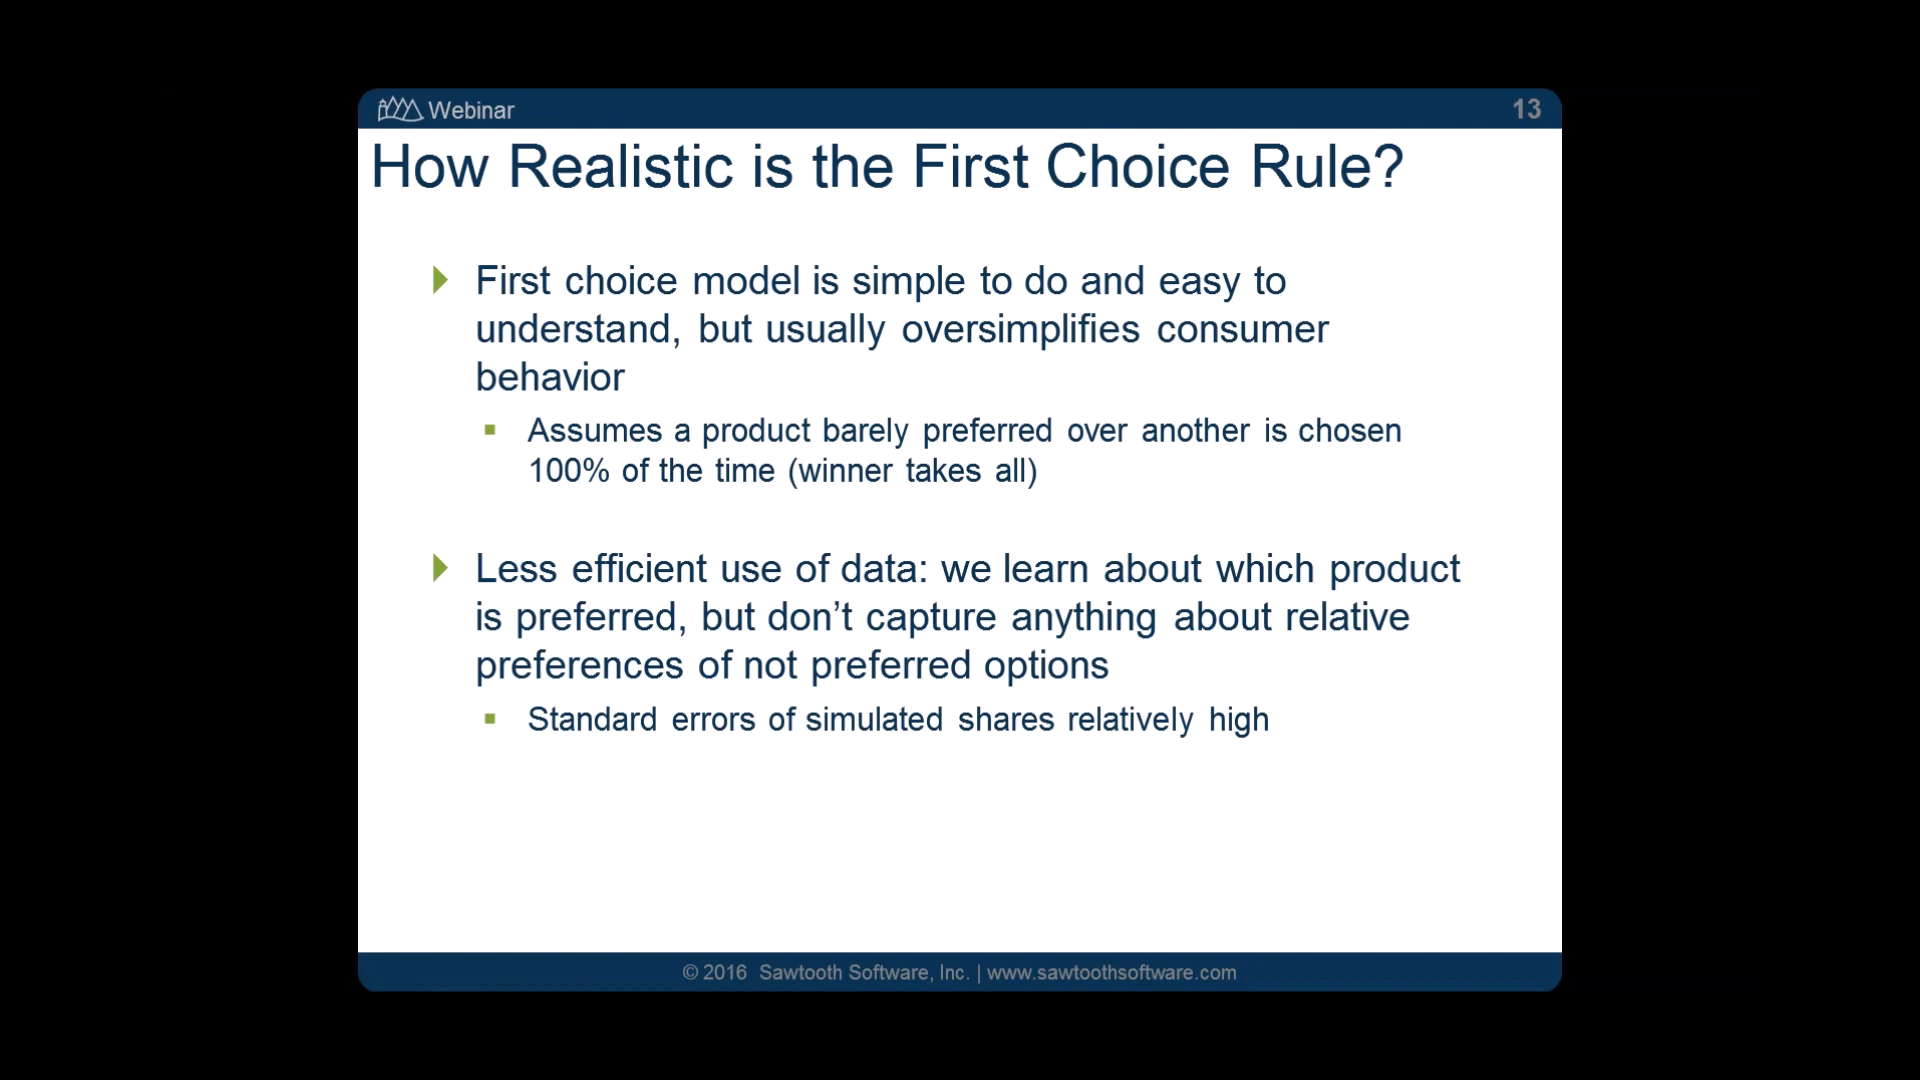 Webinar
13
How Realistic is the First Choice Rule?
First choice model is simple to do and easy to
understand, but usually oversimplifies consumer
behavior
Assumes a product barely preferred over another is chosen
100% of the time (winner takes all)
Less efficient use of data: we learn about which product
is preferred, but don’t capture anything about relative
preferences of not preferred options
Standard errors of simulated shares relatively high
© 2016 Sawtooth Software, Inc. | www.sawtoothsoftware.com